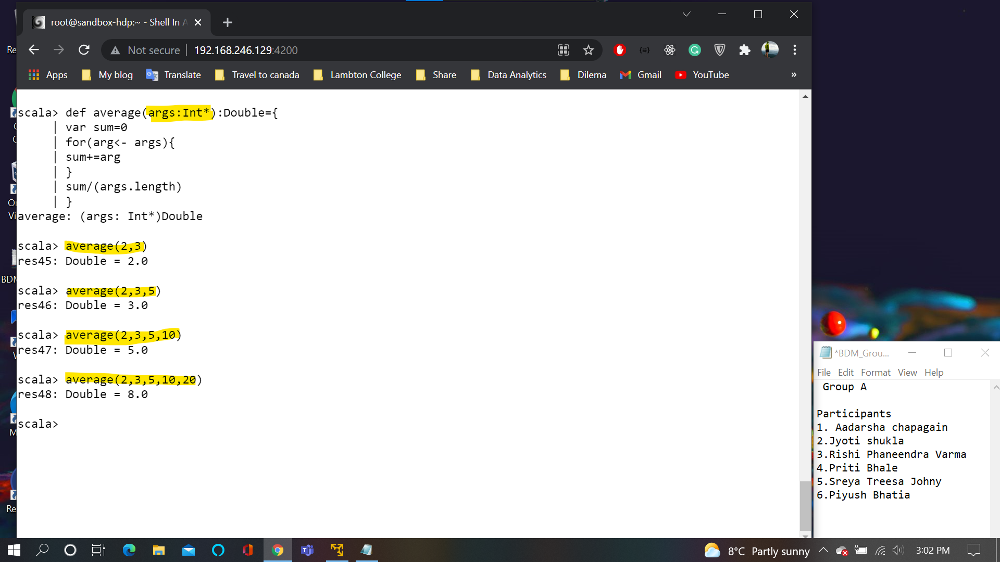 root@sandbox-hdp:~ - Shell In A
Not secure | 192.168.246.129:4200
Apps My blog Translate Travel to canada Lambton College Share Data Analytics Dilema Gmail YouTube »
scala> def average(args:Int*):Double={
| var sum=0
| for(arg<- args){
| sum+=arg
| }
| sum/(args.length)
| }
average: (args: Int*)Double
scala> average(2,3)
res45: Double = 2.0
scala> average(2,3,5)
res46: Double = 3.0
scala> average(2,3,5,10)
res47: Double = 5.0
scala> average(2,3,5,10,20)
res48: Double = 8.0
scala>
*BDM_Grou...
File Edit Format View Help
Group A
Participants
1. Aadarsha chapagain
2.Jyoti shukla
3.Rishi Phaneendra Varma
4.Priti Bhale
5.Sreya Treesa Johny
6.Piyush Bhatia
8°C Partly sunny 3:02 PM